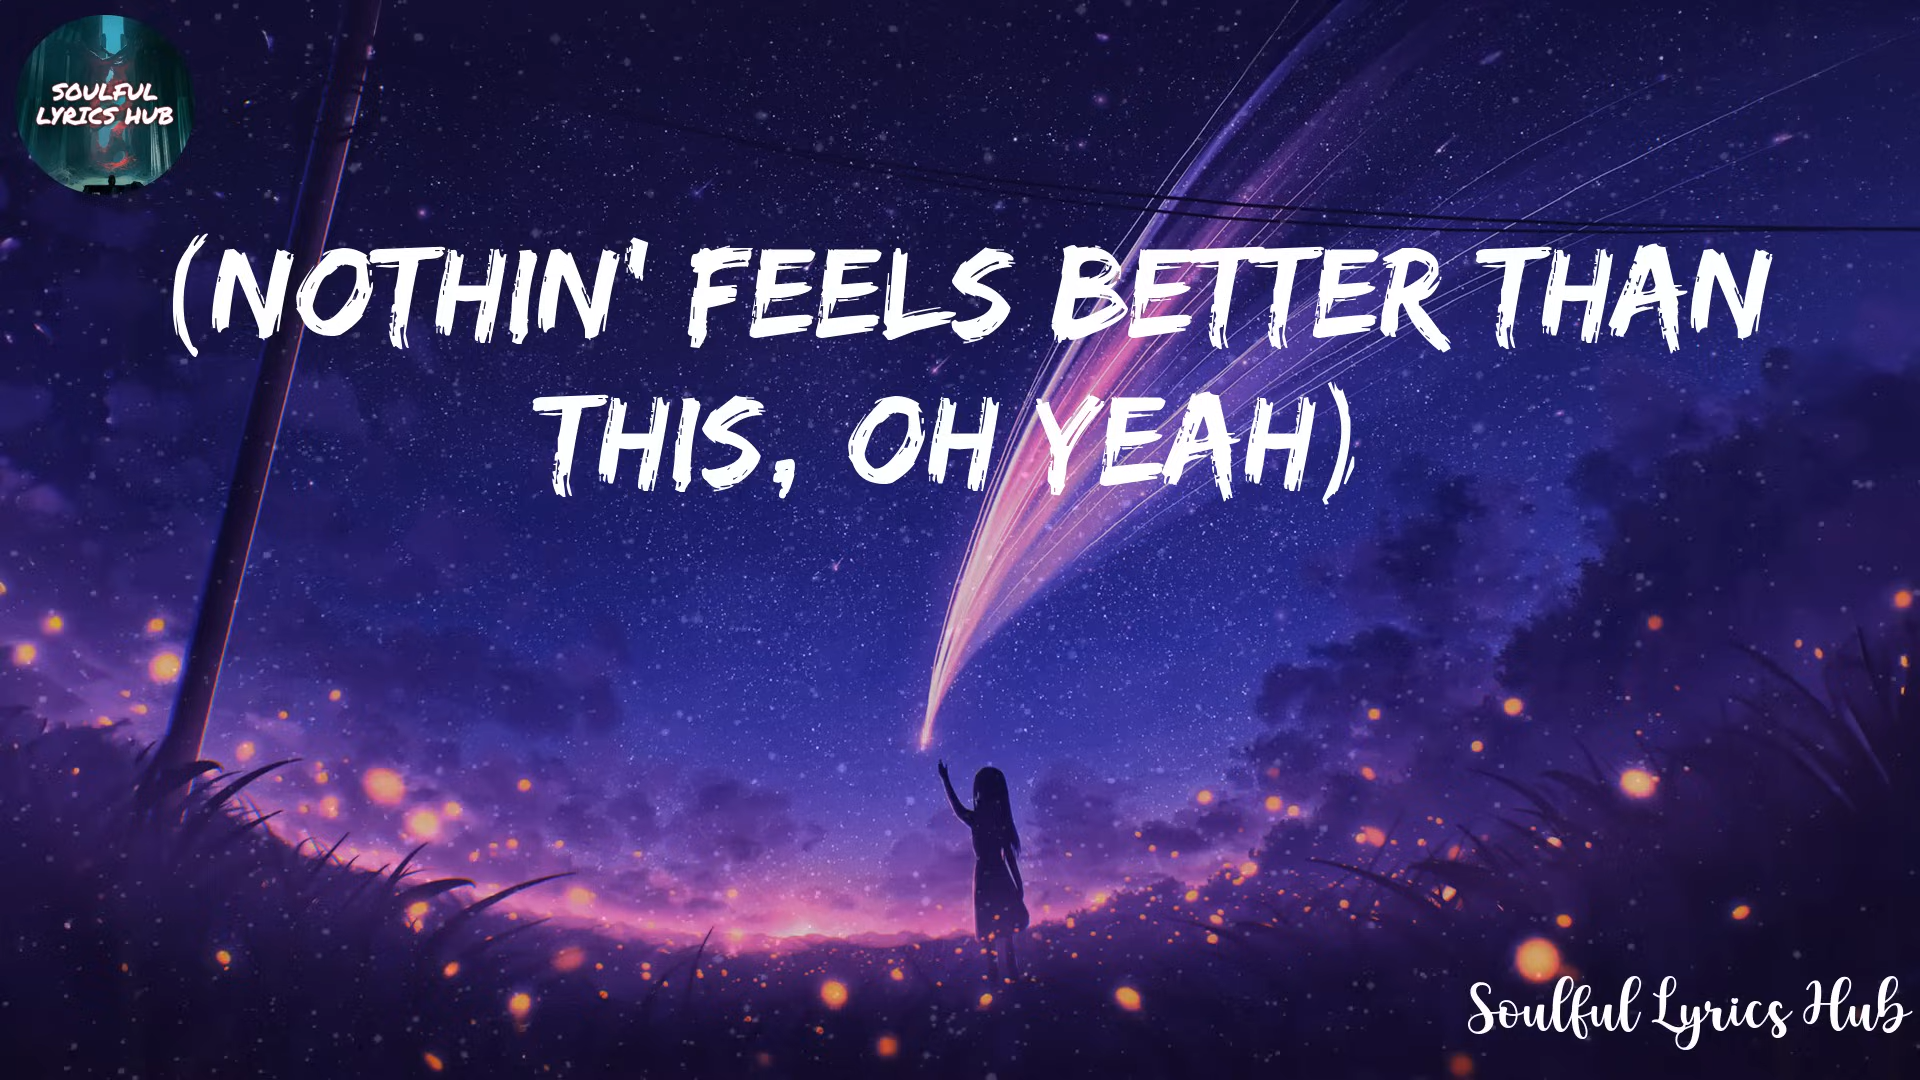 SOULFUL
LYRICS HUB
(NOTHIN' FEELS BETTER THAN
THIS, OH YEAH)
Soulful Lyrics Hub